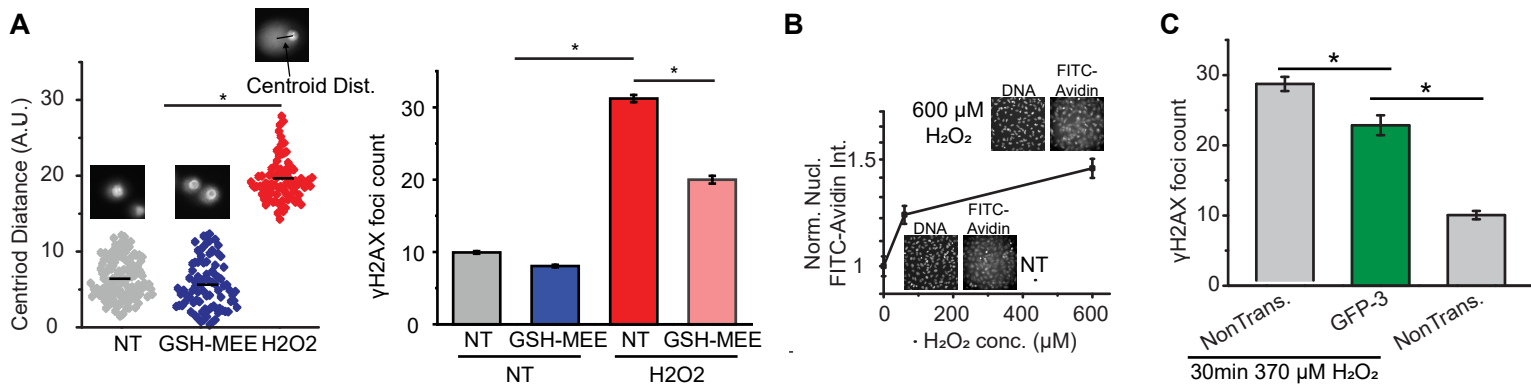 A
Centriod Diatance (A.U.)
30
20
10
0
Centroid Dist.
*
NT
GSH-MEE
H2O2
γH2AX foci count
30
20
10
0
*
*
NT
GSH-MEE
NT
GSH-MEE
NT
H2O2
-
B
Norm. Nucl.
FITC-Avidin Int.
1.5
1
600 µM
H₂O₂
DNA
FITC-
Avidin
DNA
FITC-
Avidin
NT
0
200
400
600
· H₂O₂ conc. (µM)
C
γH2AX foci count
30
20
10
0
*
*
NonTrans.
GFP-3
NonTrans.
30min 370 µM H₂O₂